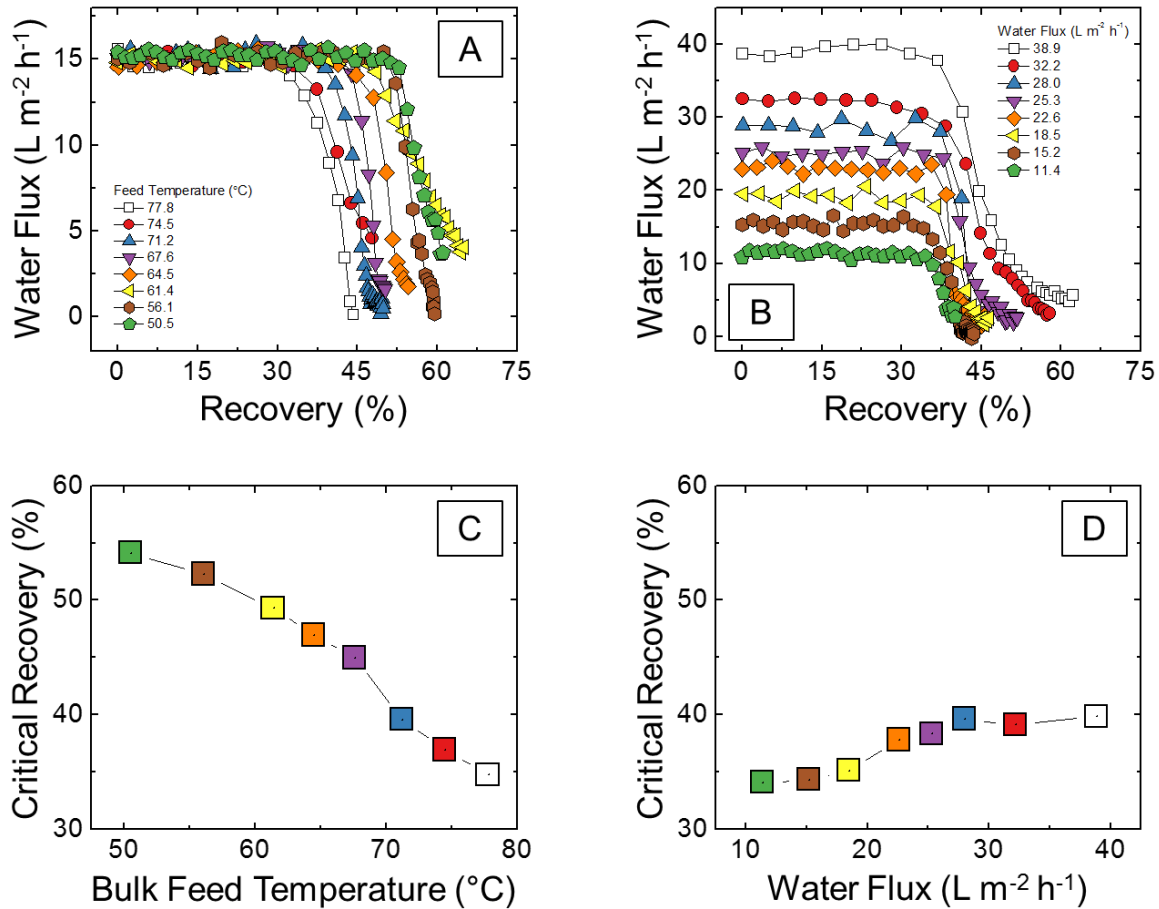 A
Water Flux (L m-2 h-1)
15
10
5
0
Feed Temperature (°C)
77.8
74.5
71.2
67.6
64.5
61.4
56.1
50.5
0 15 30 45 60 75
Recovery (%)
B
Water Flux (L m-2 h-1)
40
30
20
10
0
Water Flux (L m-2 h-1)
38.9
32.2
28.0
25.3
22.6
18.5
15.2
11.4
0 15 30 45 60 75
Recovery (%)
C
Critical Recovery (%)
60
50
40
30
50 60 70 80
Bulk Feed Temperature (°C)
D
Critical Recovery (%)
60
50
40
30
10 20 30 40
Water Flux (L m-2 h-1)